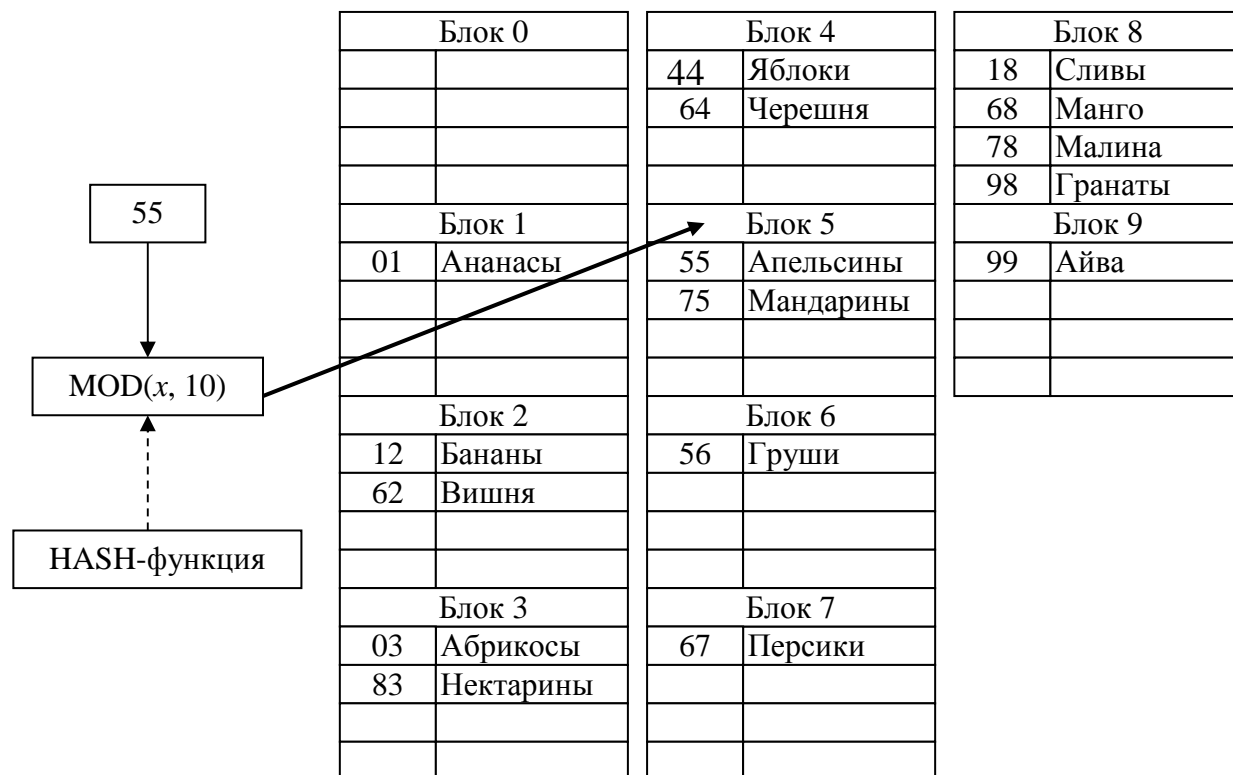 55
MOD(x, 10)
HASH-функция
Блок 0
Блок 1
01 Ананасы
Блок 2
12 Бананы
62 Вишня
Блок 3
03 Абрикосы
83 Нектарины
Блок 4
44 Яблоки
64 Черешня
Блок 5
55 Апельсины
75 Мандарины
Блок 6
56 Груши
Блок 7
67 Персики
Блок 8
18 Сливы
68 Манго
78 Малина
98 Гранаты
Блок 9
99 Айва